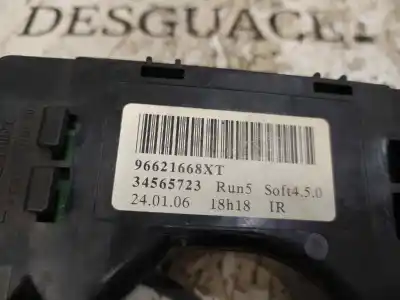 DESGUACE
96621668XT
34565723 Run5 Soft4.5.0
24.01.06 18h18 IR